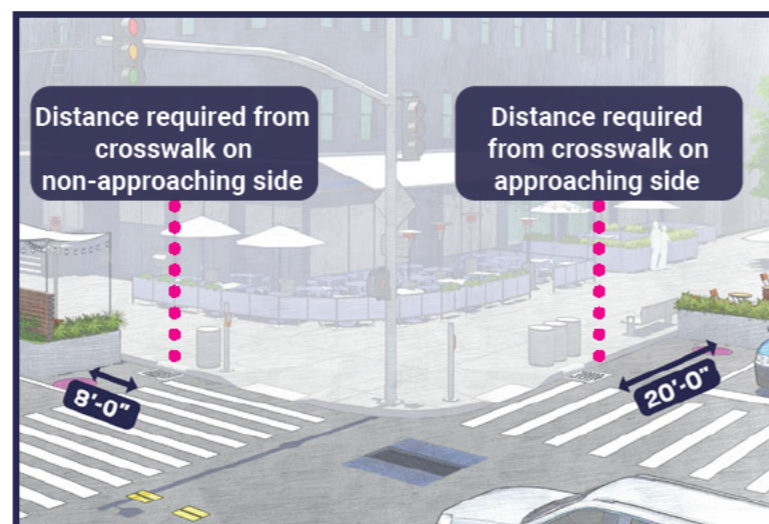 Distance required from
crosswalk on
non-approaching side
Distance required
from crosswalk on
approaching side
8'-0"
20'-0"